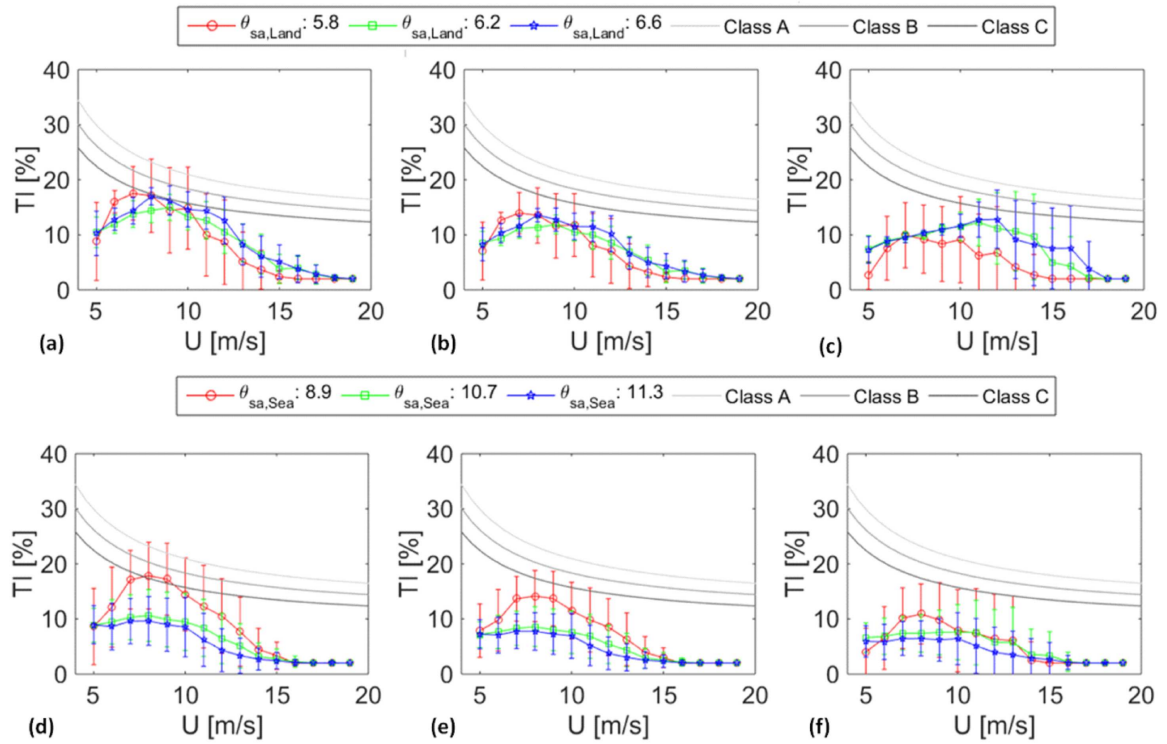 θsa,Land: 5.8 θsa,Land: 6.2 θsa,Land: 6.6 Class A Class B Class C
40 40 40
30 30 30
TI [%] TI [%] TI [%]
20 20 20
10 10 10
0 0 0
5 10 15 20 5 10 15 20 5 10 15 20
(a) U [m/s] (b) U [m/s] (c) U [m/s]
θsa,Sea: 8.9 θsa,Sea: 10.7 θsa,Sea: 11.3 Class A Class B Class C
40 40 40
30 30 30
TI [%] TI [%] TI [%]
20 20 20
10 10 10
0 0 0
5 10 15 20 5 10 15 20 5 10 15 20
(d) U [m/s] (e) U [m/s] (f) U [m/s]